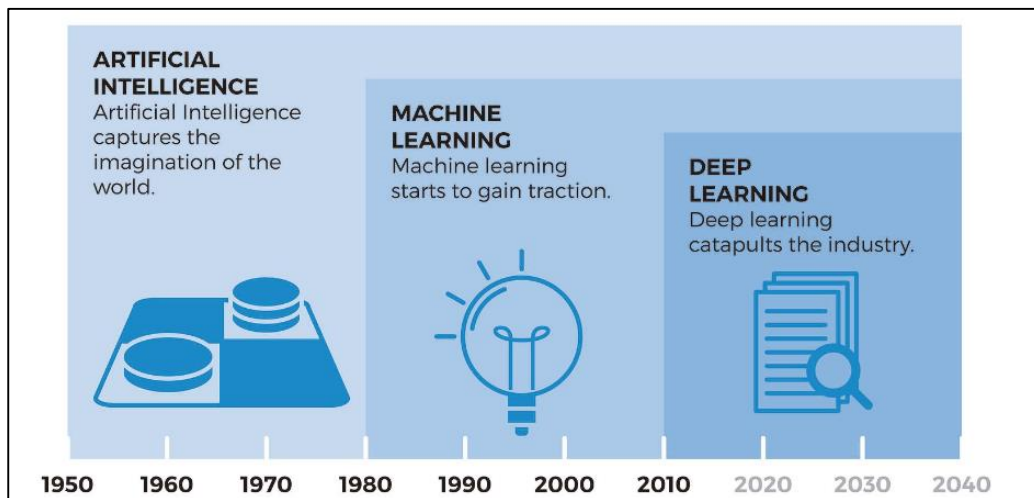 ARTIFICIAL
INTELLIGENCE
Artificial Intelligence
captures the
imagination of the
world.
MACHINE
LEARNING
Machine learning
starts to gain traction.
DEEP
LEARNING
Deep learning
catapults the industry.
1950 1960 1970 1980 1990 2000 2010 2020 2030 2040